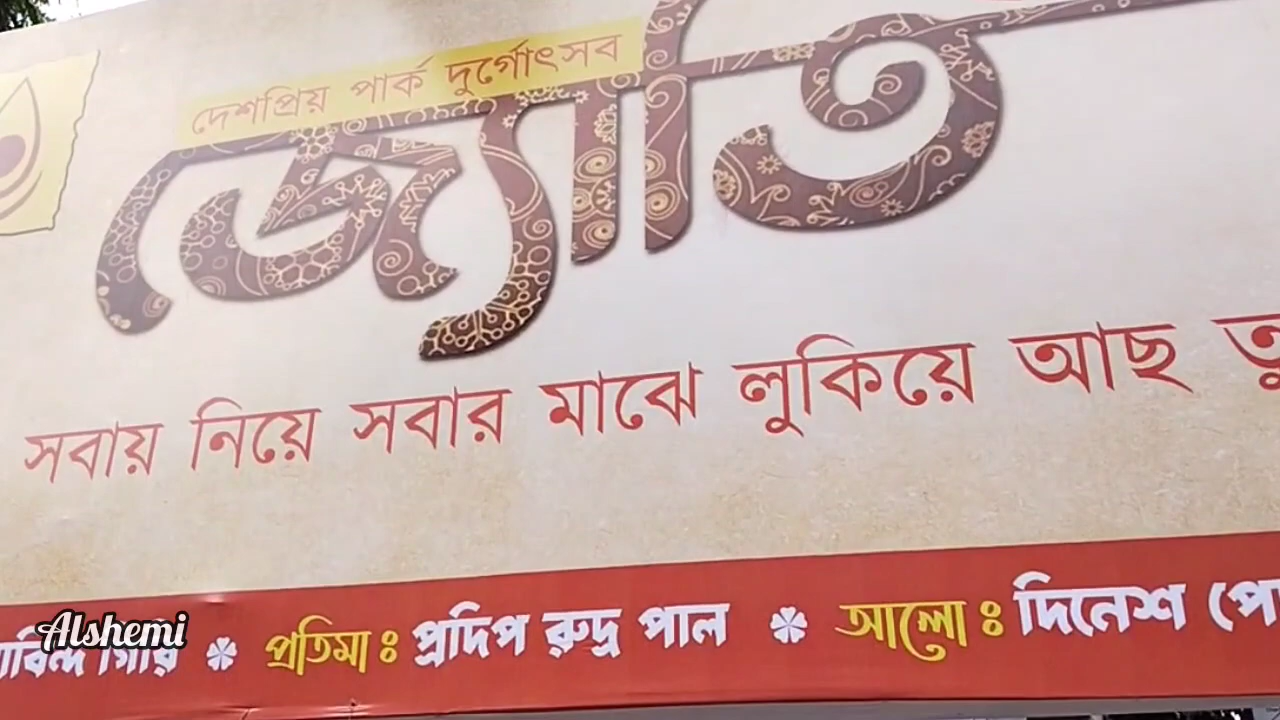 দেশপ্রিয় পার্ক দুর্গোৎসব
জ্যোতি
সবায় নিয়ে সবার মাঝে লুকিয়ে আছ
প্রতিমা ঃ প্রদিপ রুদ্র পাল ❇ আলো ঃ দিনেশ
Alshemi